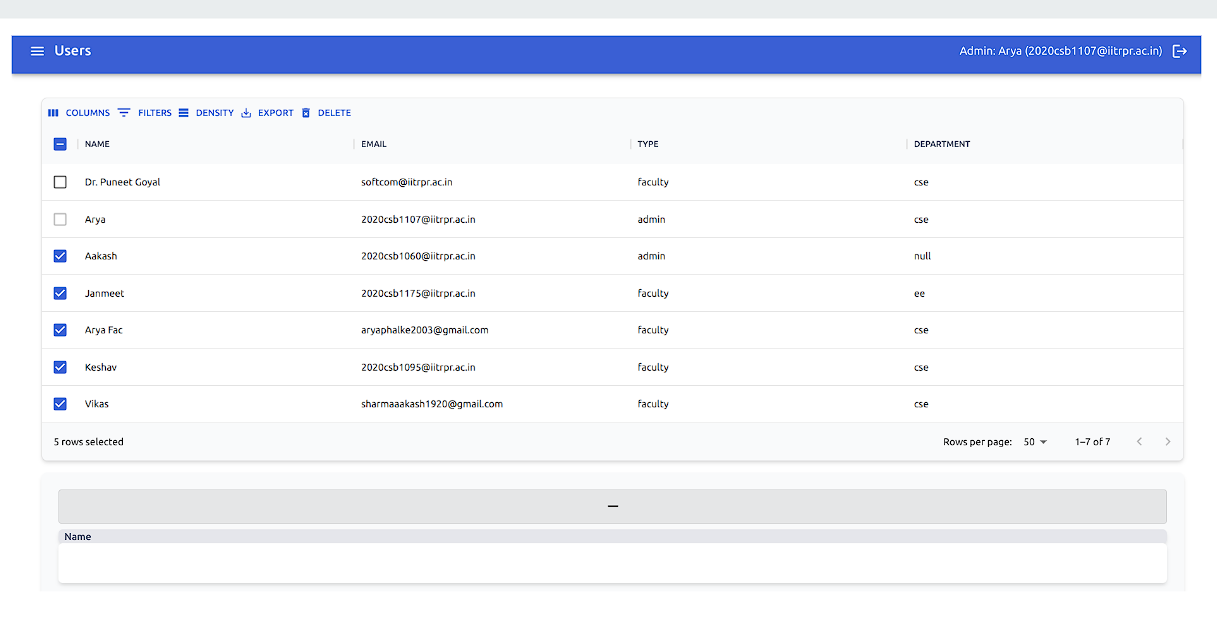 Users Admin: Arya (2020csb1107@iitrpr.ac.in)
COLUMNS FILTERS DENSITY EXPORT DELETE
NAME EMAIL TYPE DEPARTMENT
Dr. Puneet Goyal softcom@iitrpr.ac.in faculty cse
Arya 2020csb1107@iitrpr.ac.in admin cse
Aakash 2020csb1060@iitrpr.ac.in admin null
Janmeet 2020csb1175@iitrpr.ac.in faculty ee
Arya Fac aryaphalke2003@gmail.com faculty cse
Keshav 2020csb1095@iitrpr.ac.in faculty cse
Vikas sharmaaakash1920@gmail.com faculty cse
5 rows selected Rows per page: 50 1–7 of 7
Name